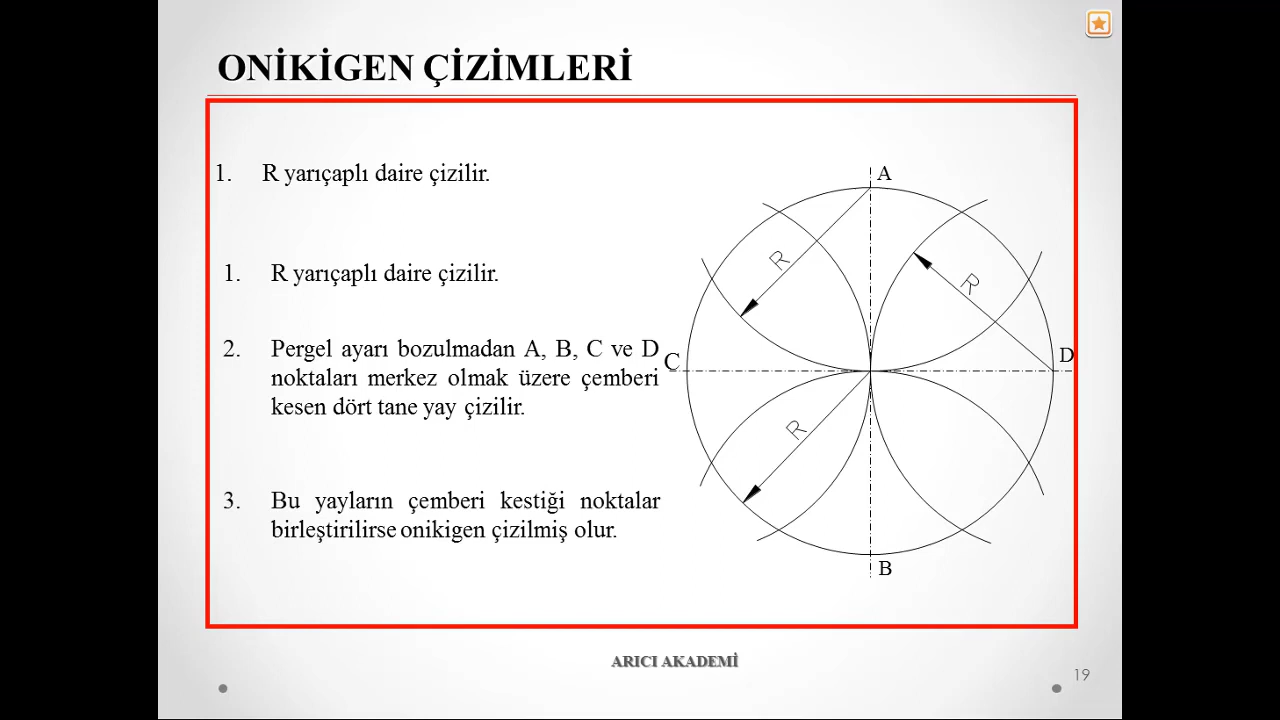 ONİKİGEN ÇİZİMLERİ
1. R yarıçaplı daire çizilir.
1. R yarıçaplı daire çizilir.
2. Pergel ayarı bozulmadan A, B, C ve D
noktaları merkez olmak üzere çemberi
kesen dört tane yay çizilir.
3. Bu yayların çemberi kestiği noktalar
birleştirilirse onikigen çizilmiş olur.
A
R
R
C
D
R
B
ARICI AKADEMİ
19